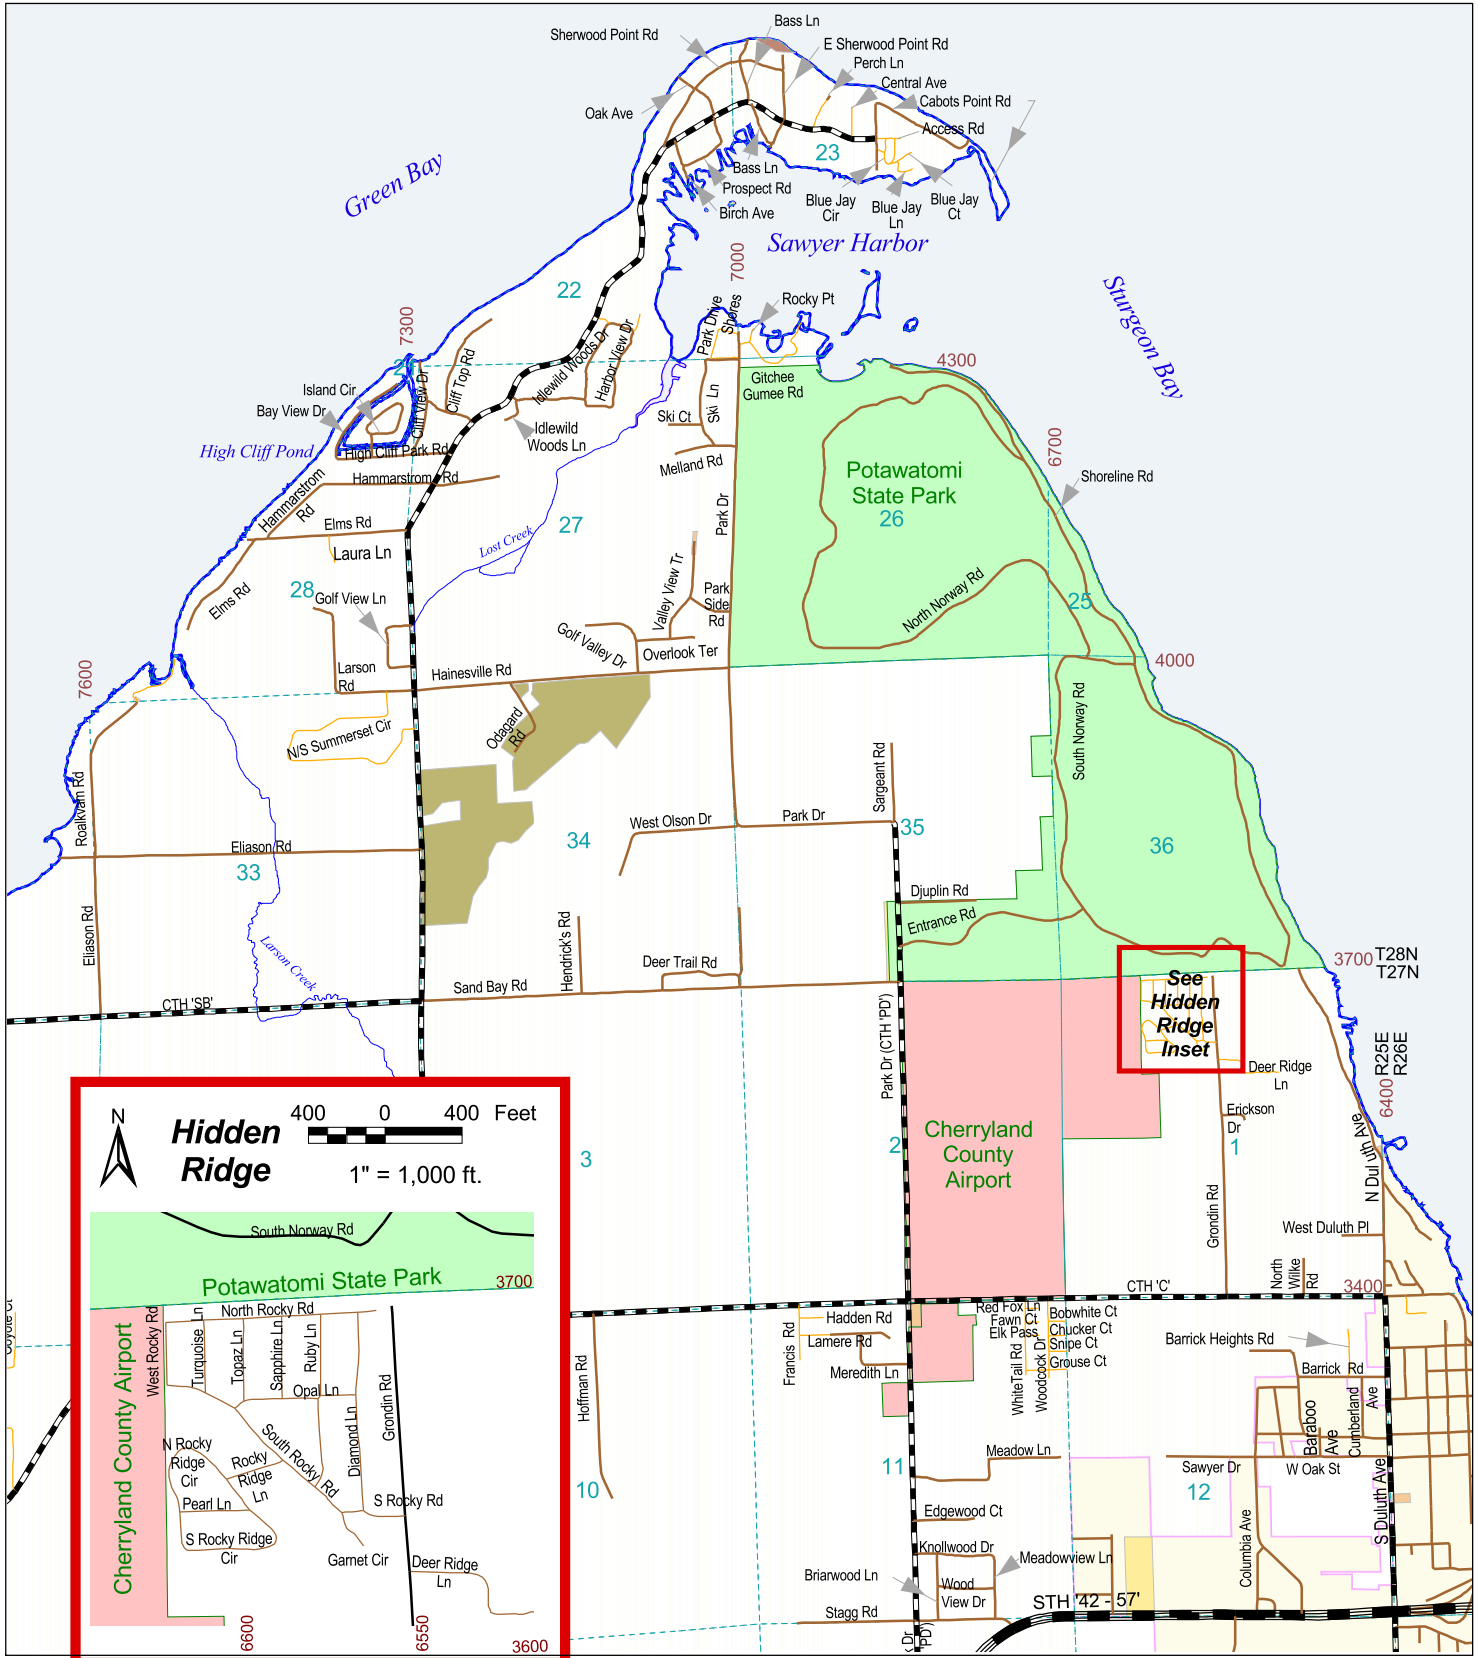 Bass Ln
Sherwood Point Rd
E Sherwood Point Rd
Perch Ln
Central Ave
Cabots Point Rd
Oak Ave
Access Rd
23
Bass Ln
Prospect Rd
Birch Ave
Blue Jay
Cir
Blue Jay
Ln
Blue Jay
Ct
Green Bay
Sawyer Harbor
Sturgeon Bay
22
7000
7300
Park Drive
Shores
Rocky Pt
4300
24
Island Cir
Bay View Dr
Cliff View Dr
Cliff Top Rd
Idlewild Woods Dr
Harbor View Dr
Idlewild
Woods Ln
Ski Ln
Ski Ct
Gitchee
Gumee Rd
High Cliff Pond
High Cliff Park Rd
Melland Rd
Hammarstrom Rd
Hammarstrom
Rd
Potawatomi
State Park
26
6700
Shoreline Rd
Elms Rd
Laura Ln
Lost Creek
27
Park Dr
28
Golf View Ln
Elms Rd
Valley View Tr
Park
Side
Rd
North Norway Rd
25
Golf Valley Dr
Overlook Ter
Larson
Rd
Hainesville Rd
4000
7600
N/S Summerset Cir
Odagard
Rd
South Norway Rd
Roalkvam Rd
Sargeant Rd
West Olson Dr
Park Dr
35
34
36
Eliason Rd
33
Djuplin Rd
Entrance Rd
Eliason Rd
Larson Creek
Hendrick's Rd
Deer Trail Rd
Sand Bay Rd
CTH 'SB'
3700
T28N
T27N
See
Hidden
Ridge
Inset
Park Dr (CTH 'PD')
R25E
R26E
6400
Deer Ridge
Ln
Erickson
Dr
1
2
3
Cherryland
County
Airport
N Duluth Ave
Grondin Rd
West Duluth Pl
North
Wilke
Rd
3400
CTH 'C'
N
Hidden
Ridge
400 0 400 Feet
1" = 1,000 ft.
South Norway Rd
Potawatomi State Park
3700
North Rocky Rd
West Rocky Rd
Turquoise Ln
Topaz Ln
Sapphire Ln
Ruby Ln
Opal Ln
Grondin Rd
Diamond Ln
South Rocky Rd
N Rocky
Ridge
Cir
Rocky
Ridge
Ln
Pearl Ln
S Rocky Ridge
Cir
S Rocky Rd
Garnet Cir
Deer Ridge
Ln
Cherryland County Airport
6600
6550
3600
Hoffman Rd
Francis Rd
Hadden Rd
Lamere Rd
Meredith Ln
Red Fox Ln
Fawn Ct
Elk Pass
WhiteTail Rd
Woodcock Dr
Bobwhite Ct
Chucker Ct
Snipe Ct
Grouse Ct
Barrick Heights Rd
Barrick Rd
Baraboo
Ave
Cumberland
Ave
10
11
12
Meadow Ln
Sawyer Dr
W Oak St
S Duluth Ave
Columbia Ave
Edgewood Ct
Knollwood Dr
Meadowview Ln
Briarwood Ln
Wood
View Dr
Stagg Rd
STH '42 - 57'
Dr
PD')